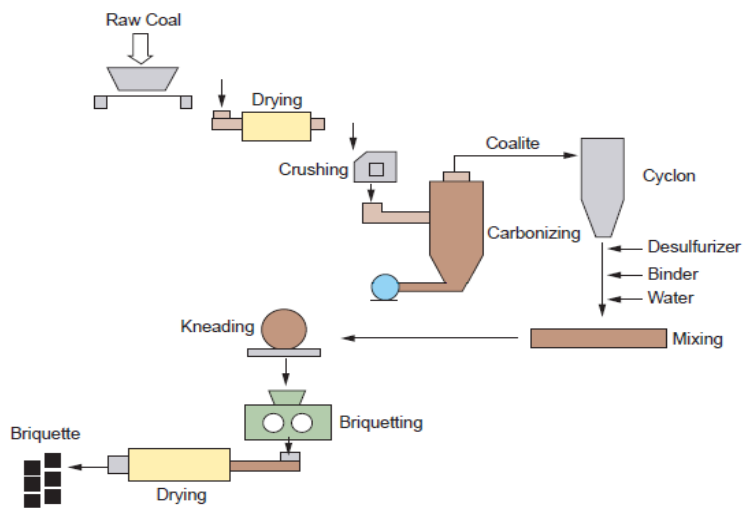 Raw Coal
Drying
Crushing
Coalite
Cyclon
Carbonizing
Desulfurizer
Binder
Water
Mixing
Kneading
Briquetting
Briquette
Drying